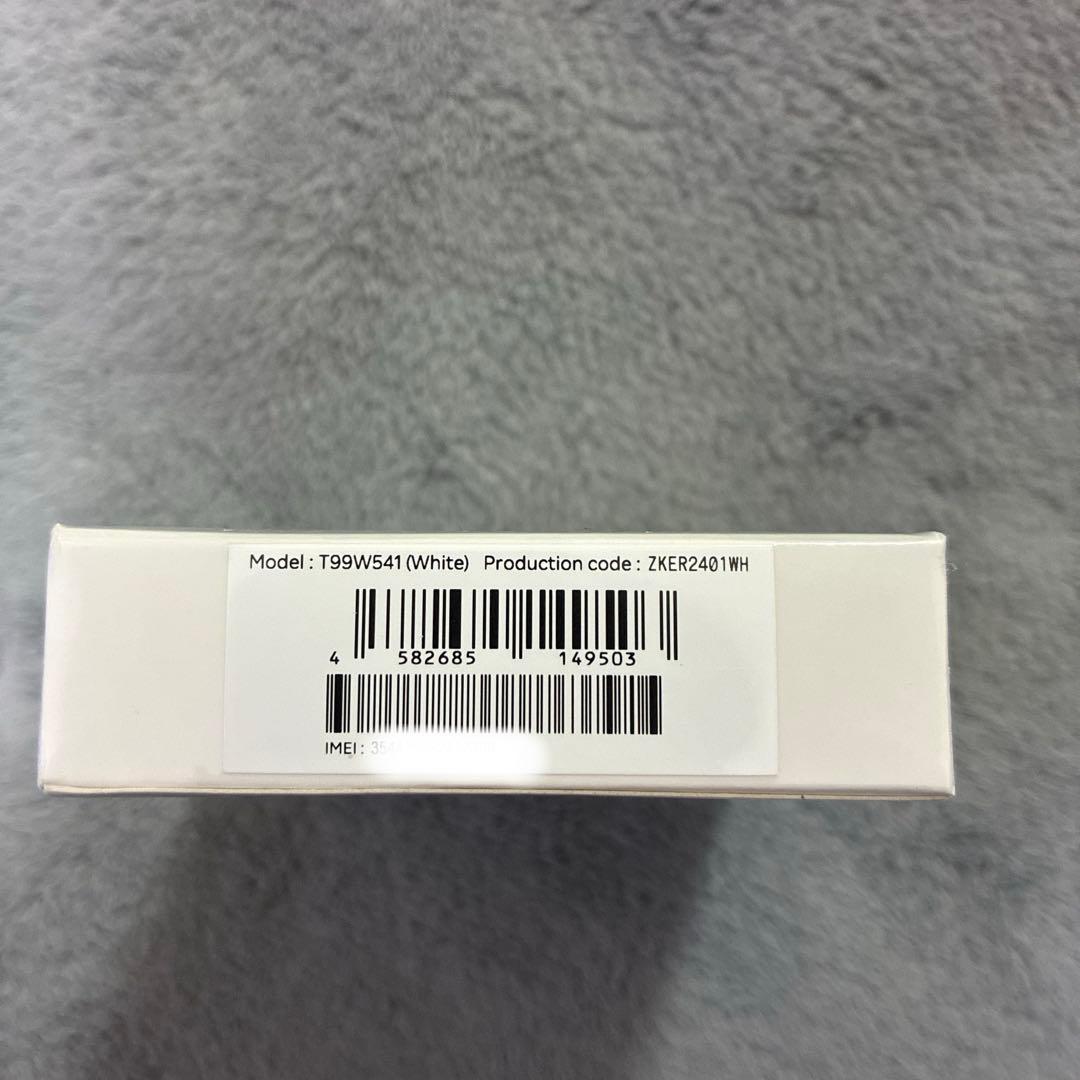 Model : T99W541 (White) Production code : ZKER2401WH
4 582685 149503
IMEI :